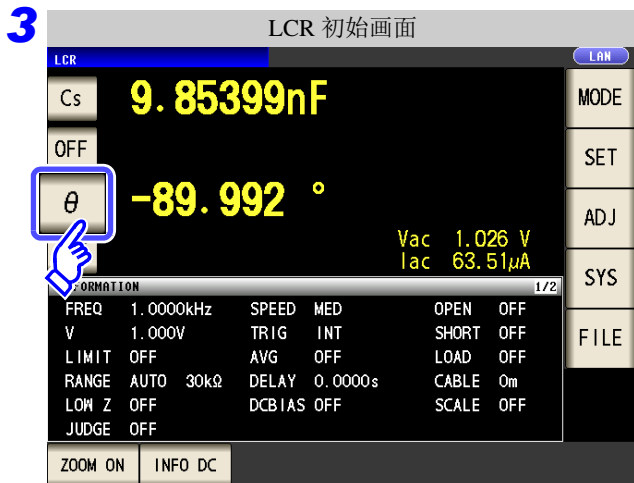 3
LCR 初始画面
LCR
LAN
Cs 9.85399nF
MODE
OFF
SET
θ -89.992 °
ADJ
Vac 1.026 V
Iac 63.51μA
SYS
ORMATION 1/2
FREQ 1.0000kHz SPEED MED OPEN OFF
V 1.000V TRIG INT SHORT OFF
FILE
LIMIT OFF AVG OFF LOAD OFF
RANGE AUTO 30kΩ DELAY 0.0000s CABLE 0m
LOW Z OFF DCBIAS OFF SCALE OFF
JUDGE OFF
ZOOM ON INFO DC